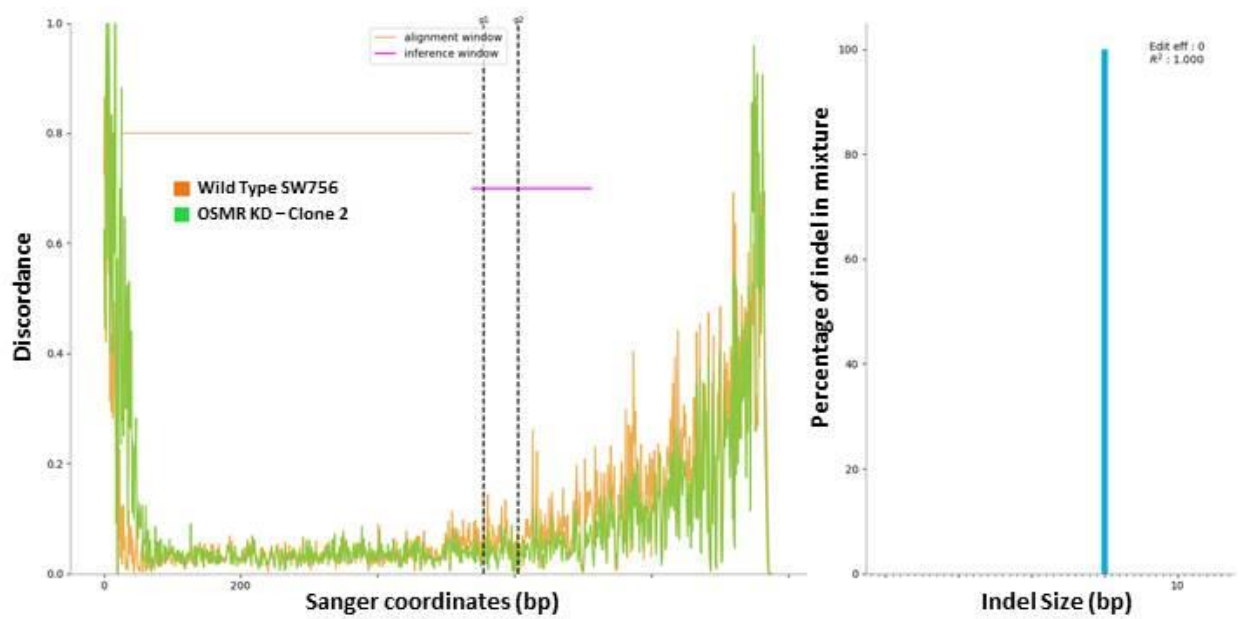 1.0
0.8
0.6
0.4
0.2
0.0
Discordance
alignment window
inference window
Wild Type SW756
OSMR KD – Clone 2
0
200
Sanger coordinates (bp)
100
80
60
40
20
0
Percentage of indel in mixture
Edit eff : 0
R² : 1.000
10
Indel Size (bp)